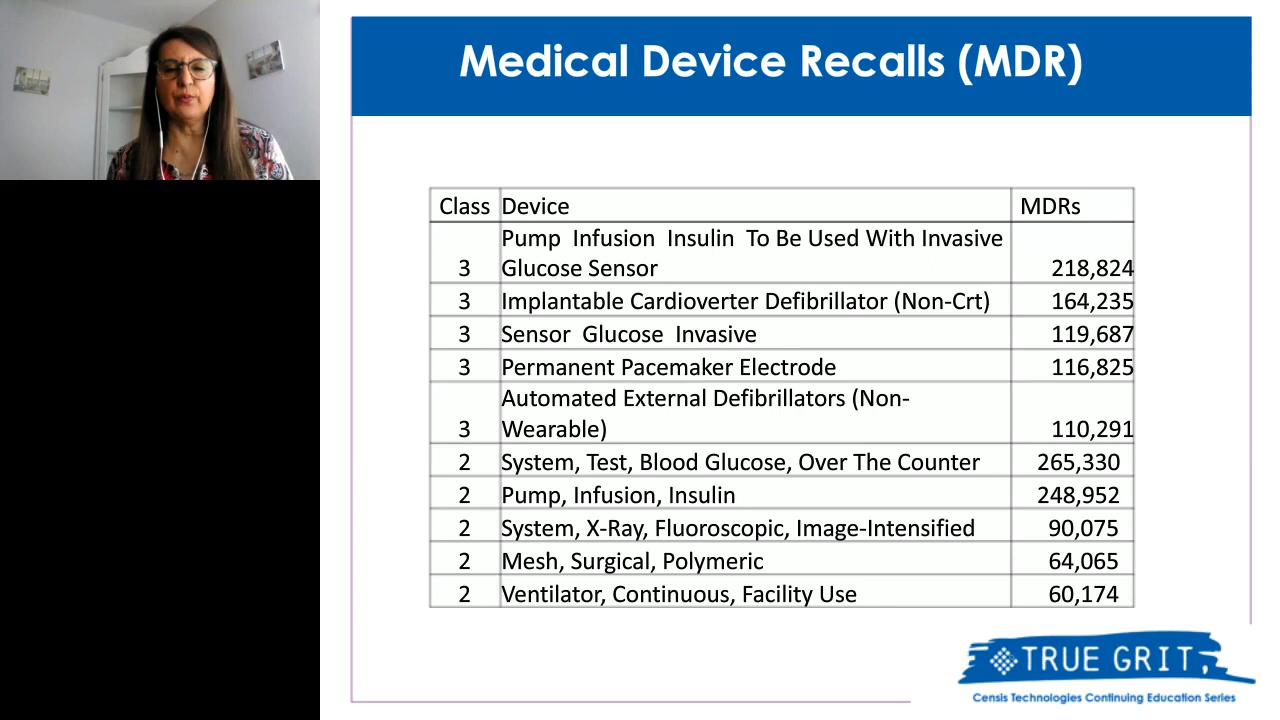 Medical Device Recalls (MDR)
Class Device MDRs
Pump Infusion Insulin To Be Used With Invasive
3 Glucose Sensor 218,824
3 Implantable Cardioverter Defibrillator (Non-Crt) 164,235
3 Sensor Glucose Invasive 119,687
3 Permanent Pacemaker Electrode 116,825
Automated External Defibrillators (Non-
3 Wearable) 110,291
2 System, Test, Blood Glucose, Over The Counter 265,330
2 Pump, Infusion, Insulin 248,952
2 System, X-Ray, Fluoroscopic, Image-Intensified 90,075
2 Mesh, Surgical, Polymeric 64,065
2 Ventilator, Continuous, Facility Use 60,174
TRUE GRIT
Censis Technologies Continuing Education Series